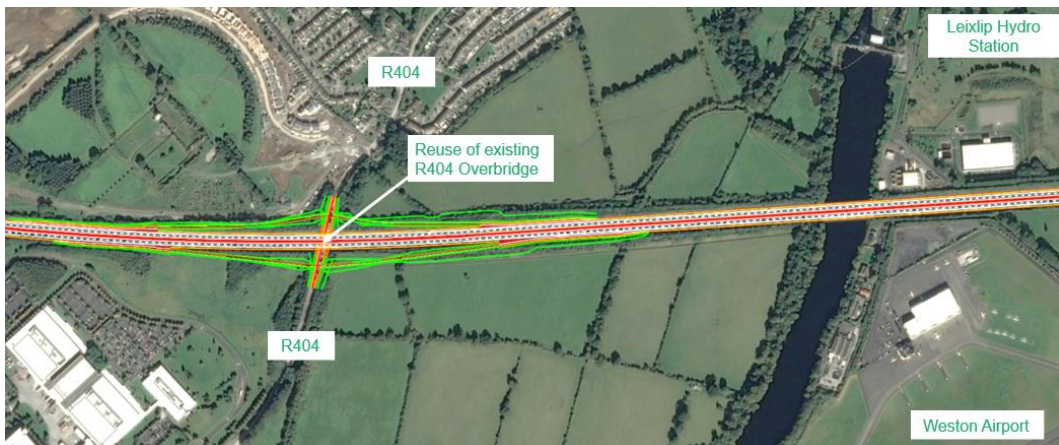 Leixlip Hydro
Station
R404
Reuse of existing
R404 Overbridge
R404
Weston Airport